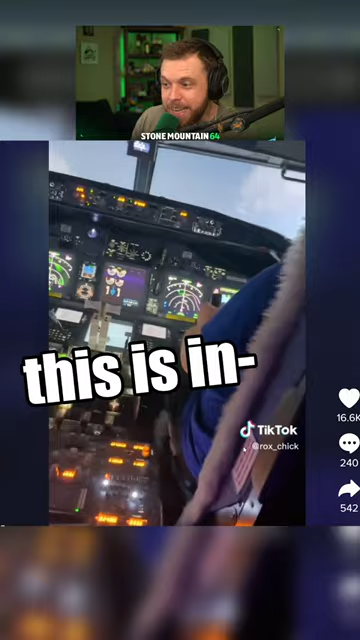 STONE MOUNTAIN 64
this is in-
TikTok
@rox_chick
16.6K
240
542